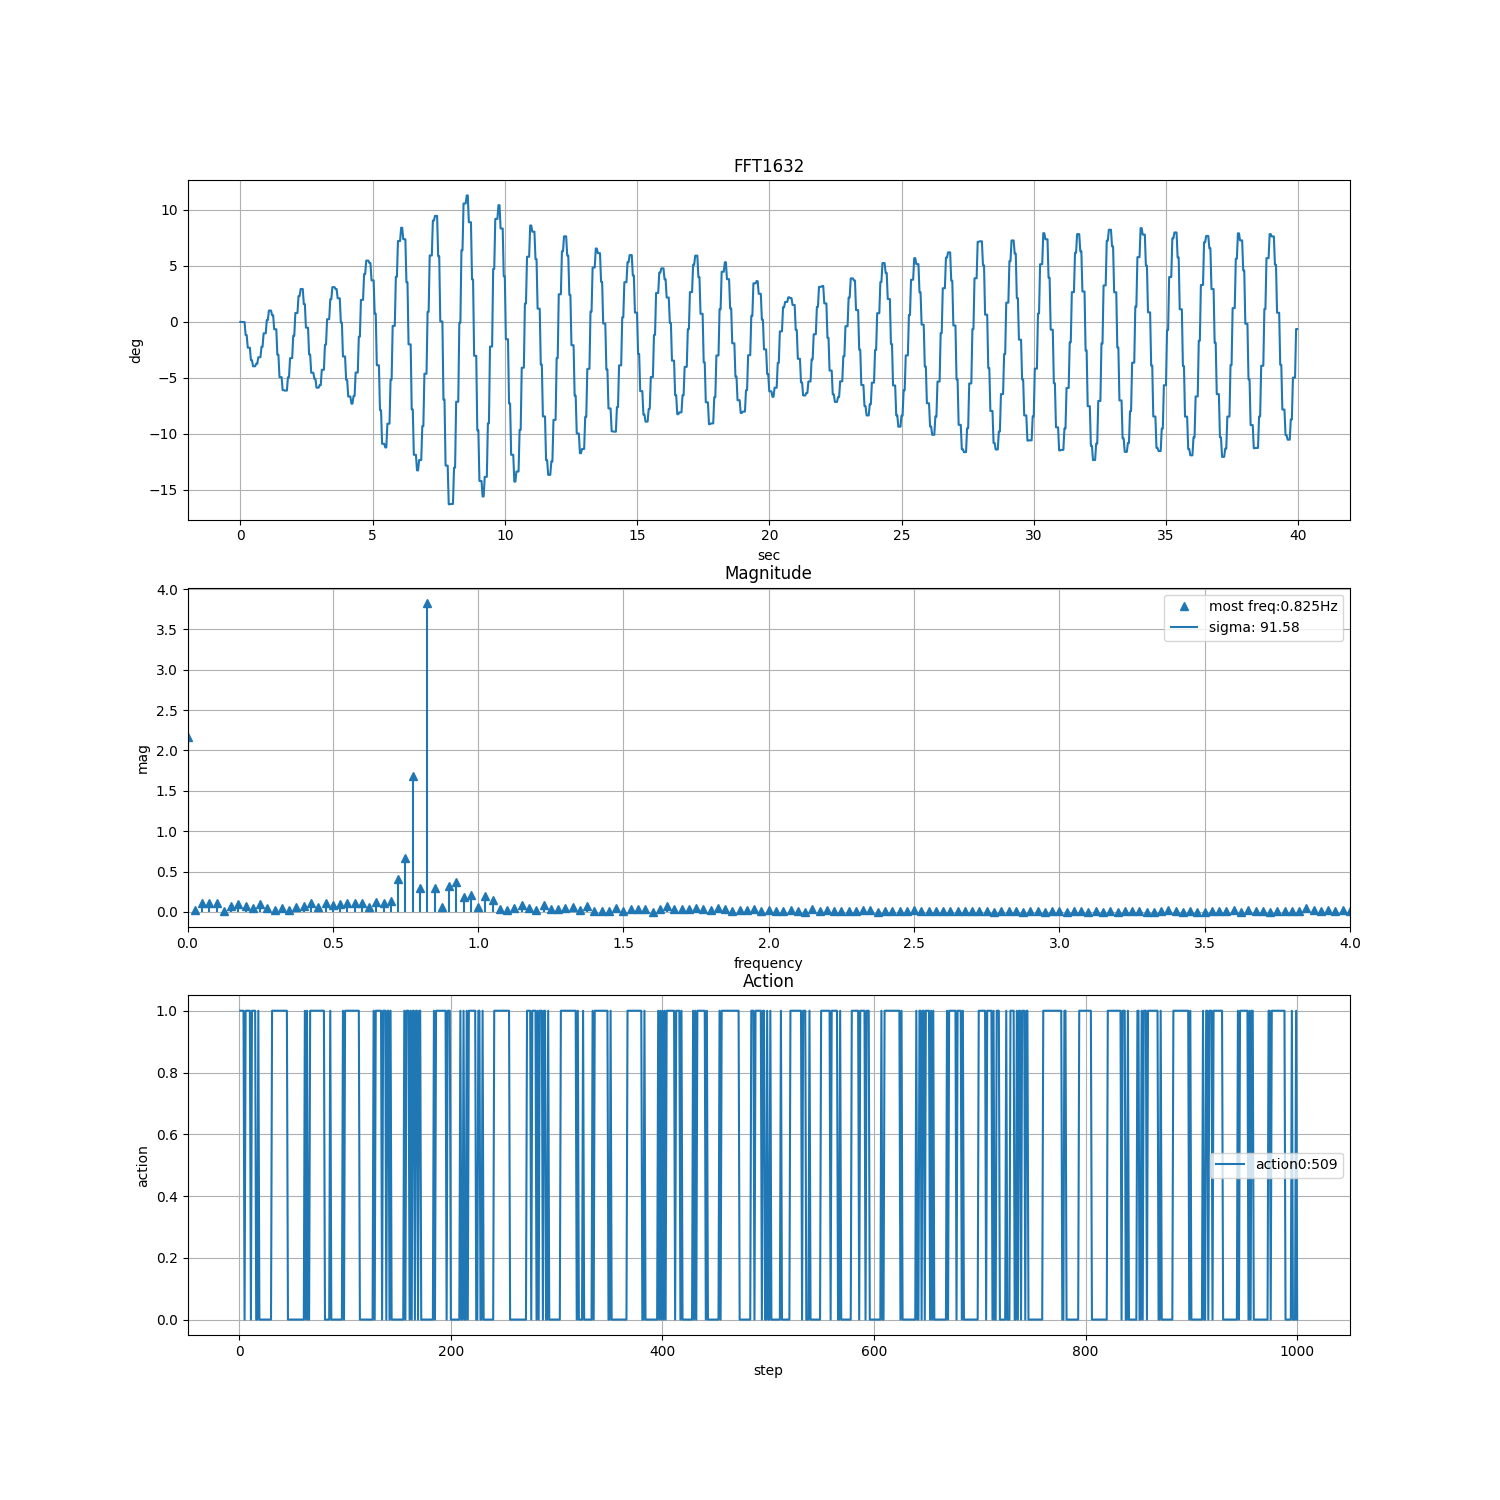 FFT1632
10
5
0
−5
−10
−15
deg
0 5 10 15 20 25 30 35 40
sec
Magnitude
4.0
3.5
3.0
2.5
2.0
1.5
1.0
0.5
0.0
mag
most freq:0.825Hz
sigma: 91.58
0.0 0.5 1.0 1.5 2.0 2.5 3.0 3.5 4.0
frequency
Action
1.0
0.8
0.6
0.4
0.2
0.0
action
action0:509
0 200 400 600 800 1000
step